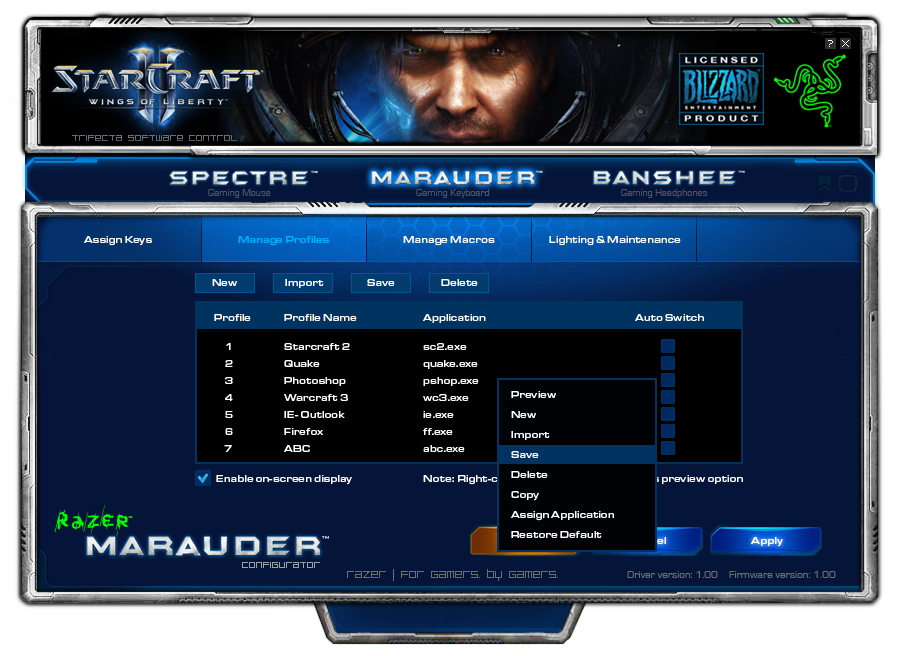 ? X
STARCRAFT II
WINGS OF LIBERTY™
TRIFECTA SOFTWARE CONTROL
LICENSED
BLIZZARD
ENTERTAINMENT
PRODUCT
SPECTRE™ MARAUDER™ BANSHEE™
Gaming Mouse Gaming Keyboard Gaming Headphones
Assign Keys Manage Profiles Manage Macros Lighting & Maintenance
New Import Save Delete
Profile Profile Name Application Auto Switch
1 Starcraft 2 sc2.exe
2 Quake quake.exe
3 Photoshop pshop.exe
4 Warcraft 3 wc3.exe
5 IE- Outlook ie.exe
6 Firefox ff.exe
7 ABC abc.exe
Preview
New
Import
Save
Delete
Copy
Assign Application
Restore Default
Enable on-screen display Note: Right-c s preview option
RAZER™
MARAUDER™
CONFIGURATOR
el Apply
RAZER | FOR GAMERS. BY GAMERS.
Driver version: 1.00 Firmware version: 1.00